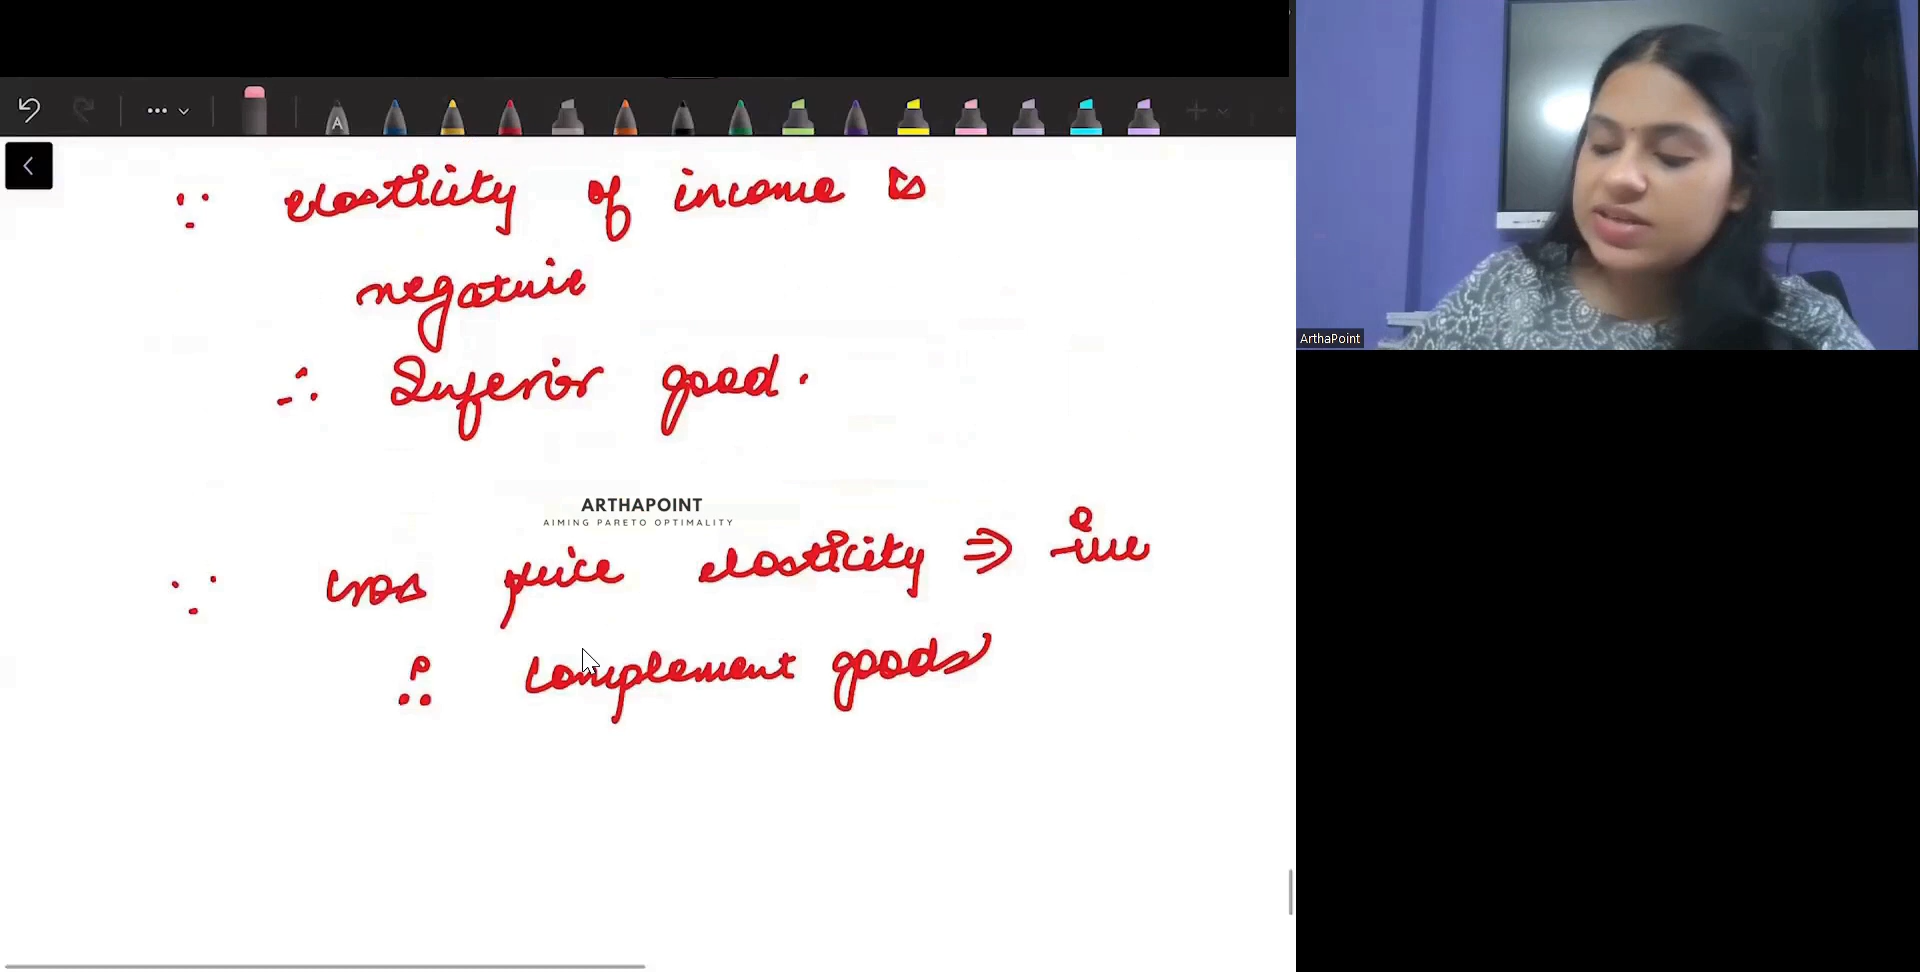 ∵ elasticity of income is
negative
∴ Inferior good.
ARTHAPOINT
AIMING PARETO OPTIMALITY
∵ cross price elasticity ⇒ -ive
∴ complement goods
A
ArthaPoint